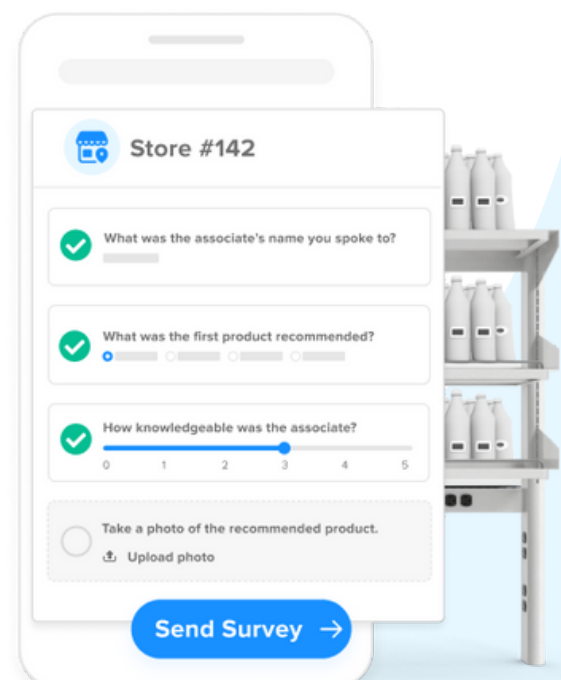 Store #142
What was the associate's name you spoke to?
What was the first product recommended?
How knowledgeable was the associate?
0 1 2 3 4 5
Take a photo of the recommended product.
Upload photo
Send Survey →